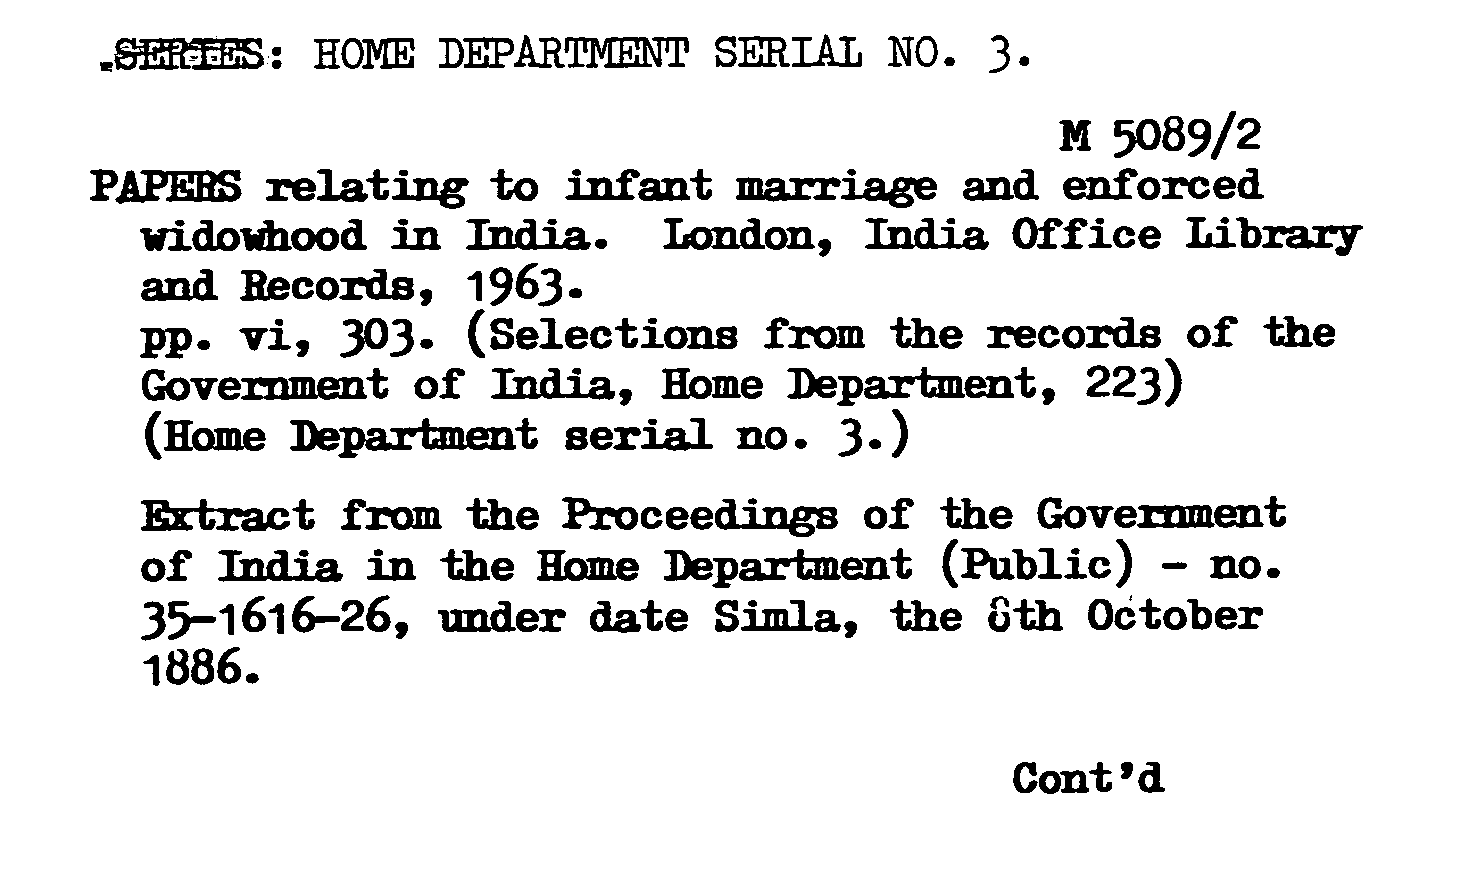 SERIES: HOME DEPARTMENT SERIAL NO. 3.
M 5089/2
PAPERS relating to infant marriage and enforced
widowhood in India. London, India Office Library
and Records, 1963.
pp. vi, 303. (Selections from the records of the
Government of India, Home Department, 223)
(Home Department serial no. 3.)
Extract from the Proceedings of the Government
of India in the Home Department (Public) - no.
35-1616-26, under date Simla, the 8th October
1886.
Cont'd